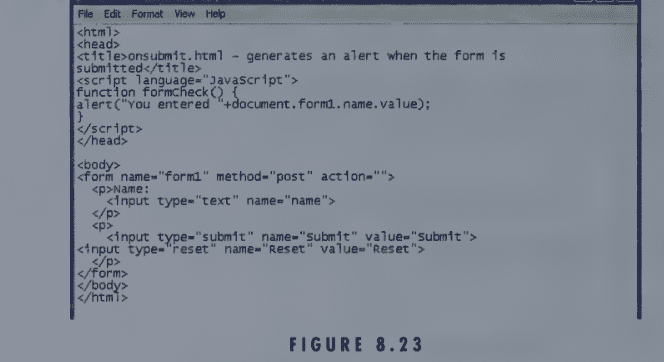 File Edit Format View Help
<html>
<head>
<title>onsubmit.html - generates an alert when the form is
submitted</title>
<script language="JavaScript">
function formCheck() {
alert("You entered "+document.form1.name.value);
}
</script>
</head>
<body>
<form name="form1" method="post" action="">
<p>Name:
<input type="text" name="name">
</p>
<p>
<input type="submit" name="Submit" value="Submit">
<input type="reset" name="Reset" value="Reset">
</p>
</form>
</body>
</html>
FIGURE 8.23